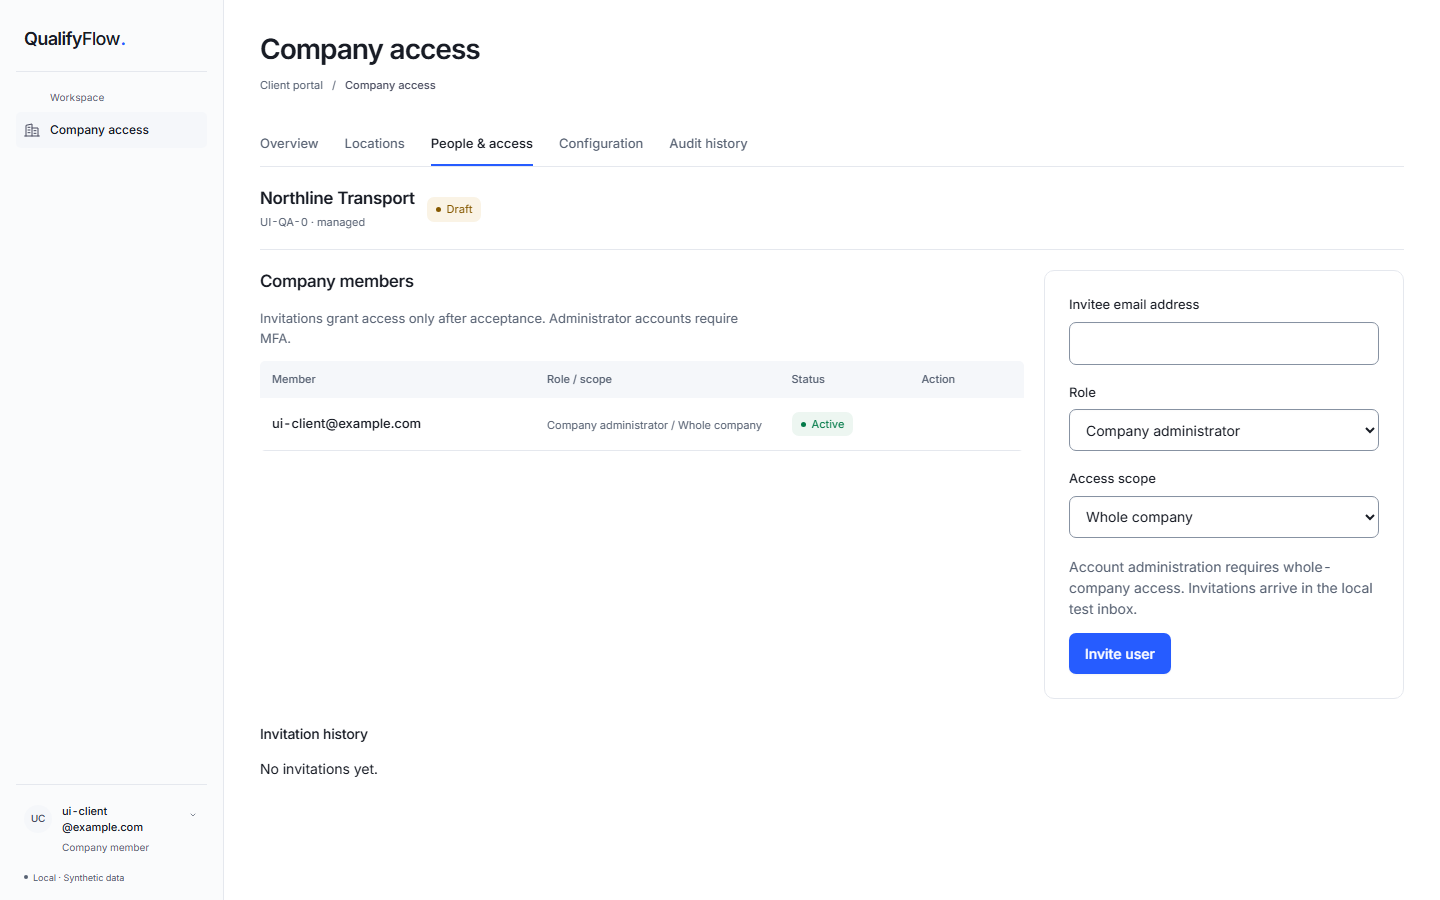 QualifyFlow.
Workspace
Company access
Company access
Client portal / Company access
Overview Locations People & access Configuration Audit history
Northline Transport
UI-QA-0 · managed
Draft
Company members
Invitations grant access only after acceptance. Administrator accounts require
MFA.
Member Role / scope Status Action
ui-client@example.com Company administrator / Whole company Active
Invitee email address
Role
Company administrator
Access scope
Whole company
Account administration requires whole-
company access. Invitations arrive in the local
test inbox.
Invite user
Invitation history
No invitations yet.
UC
ui-client
@example.com
Company member
Local · Synthetic data